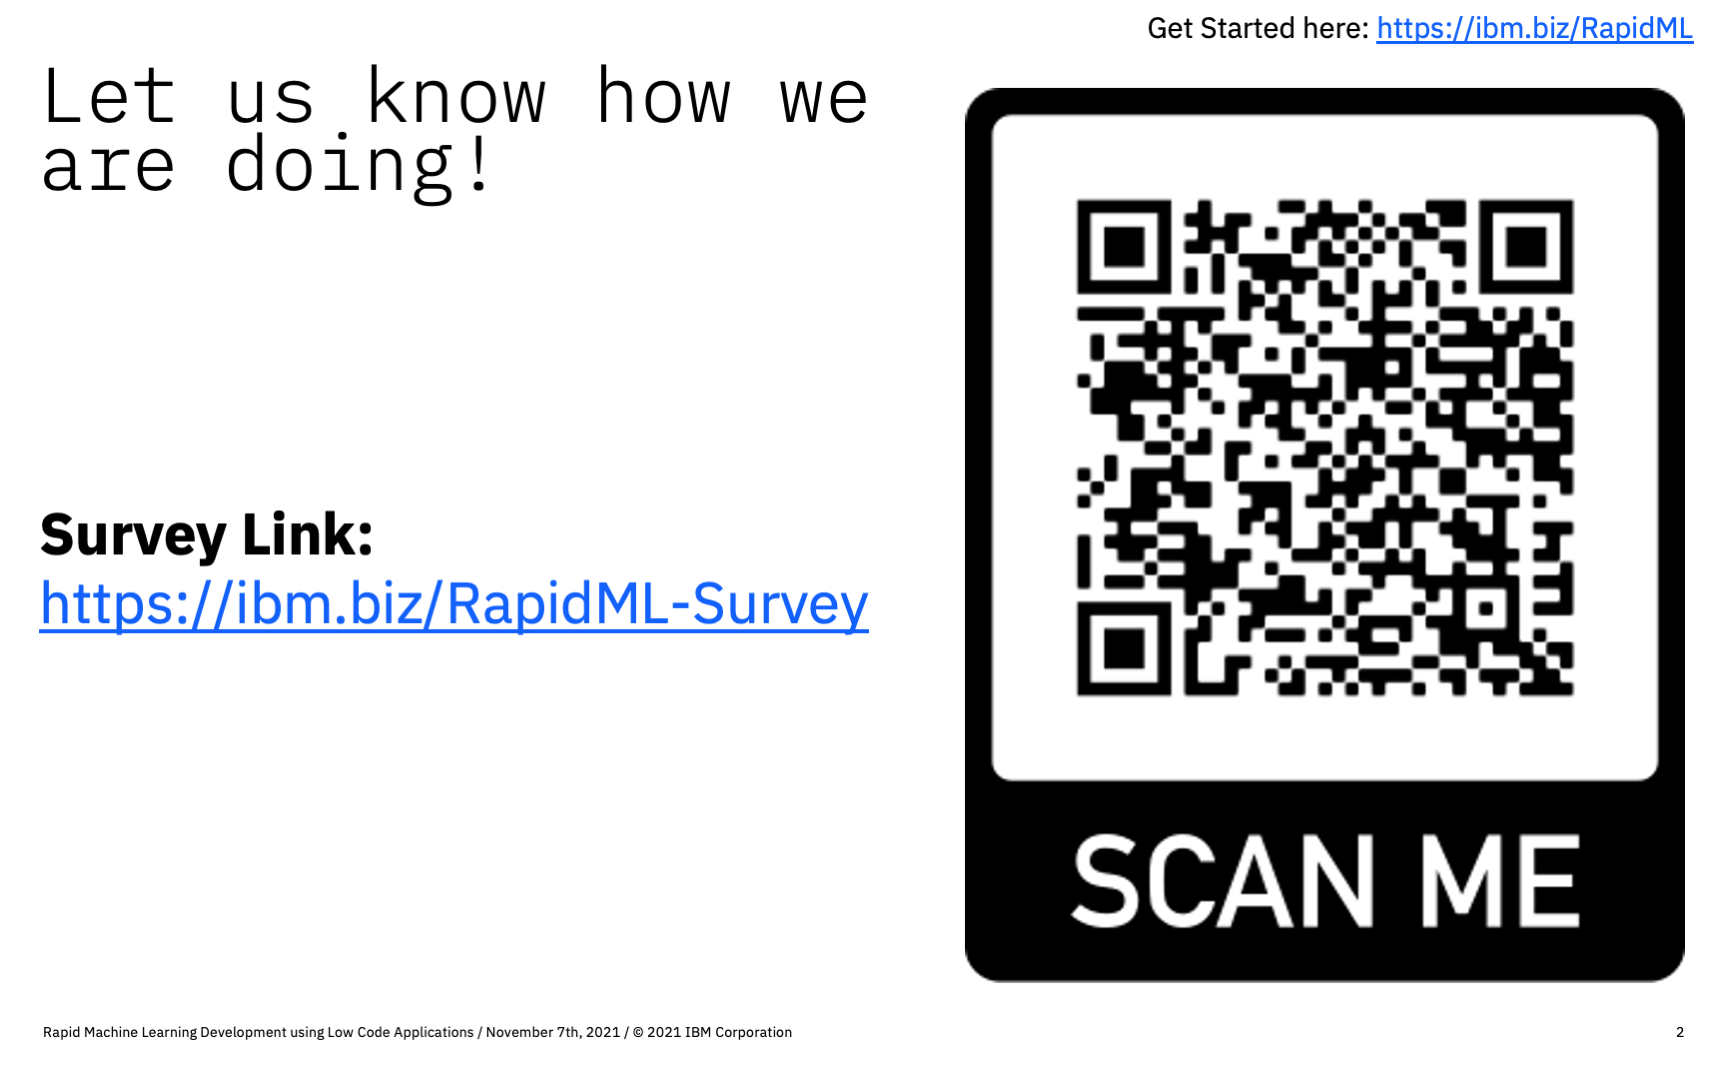 Get Started here: https://ibm.biz/RapidML
Let us know how we
are doing!
Survey Link:
https://ibm.biz/RapidML-Survey
SCAN ME
Rapid Machine Learning Development using Low Code Applications / November 7th, 2021 / © 2021 IBM Corporation
2